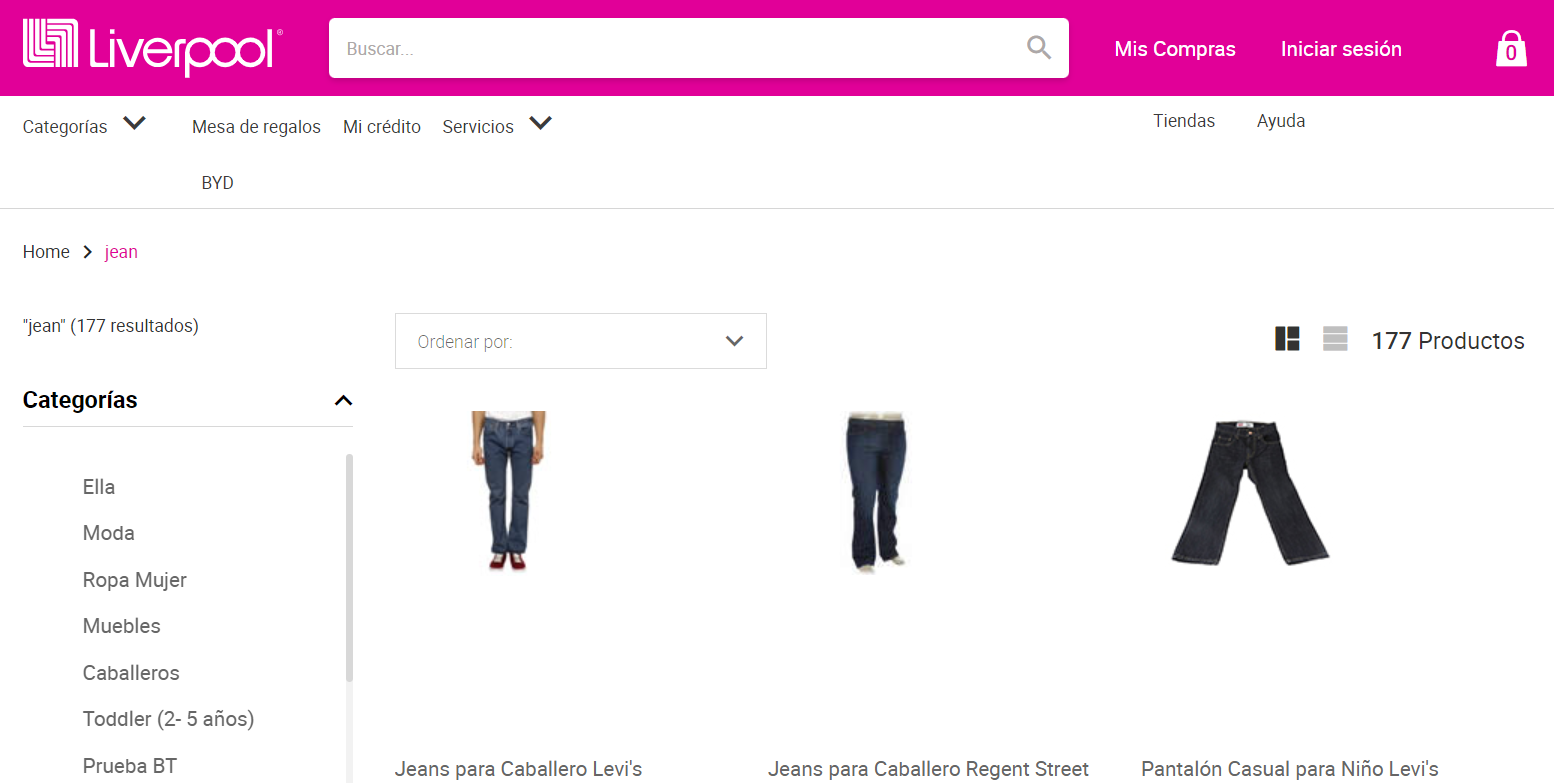 Liverpool®
Buscar...
Mis Compras
Iniciar sesión
0
Categorías
Mesa de regalos
Mi crédito
Servicios
Tiendas
Ayuda
BYD
Home
jean
"jean" (177 resultados)
Ordenar por:
177 Productos
Categorías
Ella
Moda
Ropa Mujer
Muebles
Caballeros
Toddler (2- 5 años)
Prueba BT
Jeans para Caballero Levi's
Jeans para Caballero Regent Street
Pantalón Casual para Niño Levi's